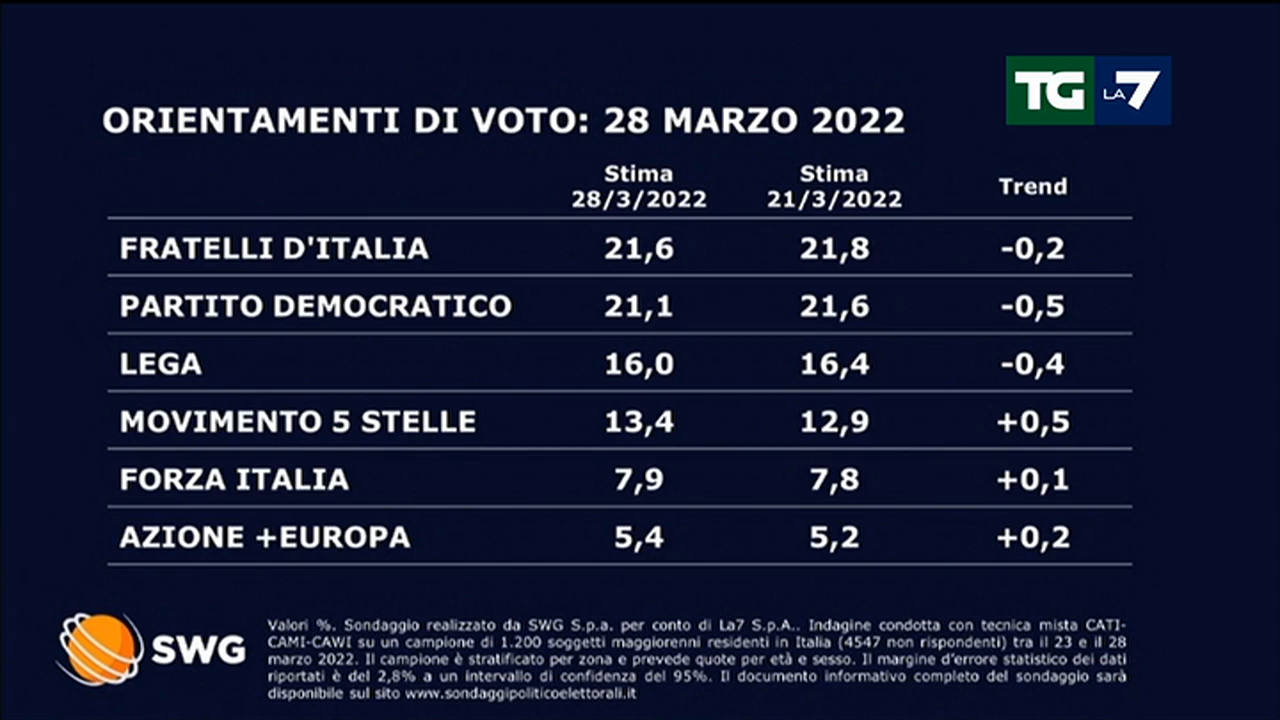 TG LA7
ORIENTAMENTI DI VOTO: 28 MARZO 2022
Stima 28/3/2022 Stima 21/3/2022 Trend
FRATELLI D'ITALIA 21,6 21,8 -0,2
PARTITO DEMOCRATICO 21,1 21,6 -0,5
LEGA 16,0 16,4 -0,4
MOVIMENTO 5 STELLE 13,4 12,9 +0,5
FORZA ITALIA 7,9 7,8 +0,1
AZIONE +EUROPA 5,4 5,2 +0,2
SWG
Valori %. Sondaggio realizzato da SWG S.p.a. per conto di La7 S.p.A.. Indagine condotta con tecnica mista CATI-
CAMI-CAWI su un campione di 1.200 soggetti maggiorenni residenti in Italia (4547 non rispondenti) tra il 23 e il 28
marzo 2022. Il campione è stratificato per zona e prevede quote per età e sesso. Il margine d'errore statistico dei dati
riportati è del 2,8% a un intervallo di confidenza del 95%. Il documento informativo completo del sondaggio sarà
disponibile sul sito www.sondaggipoliticoelettorali.it